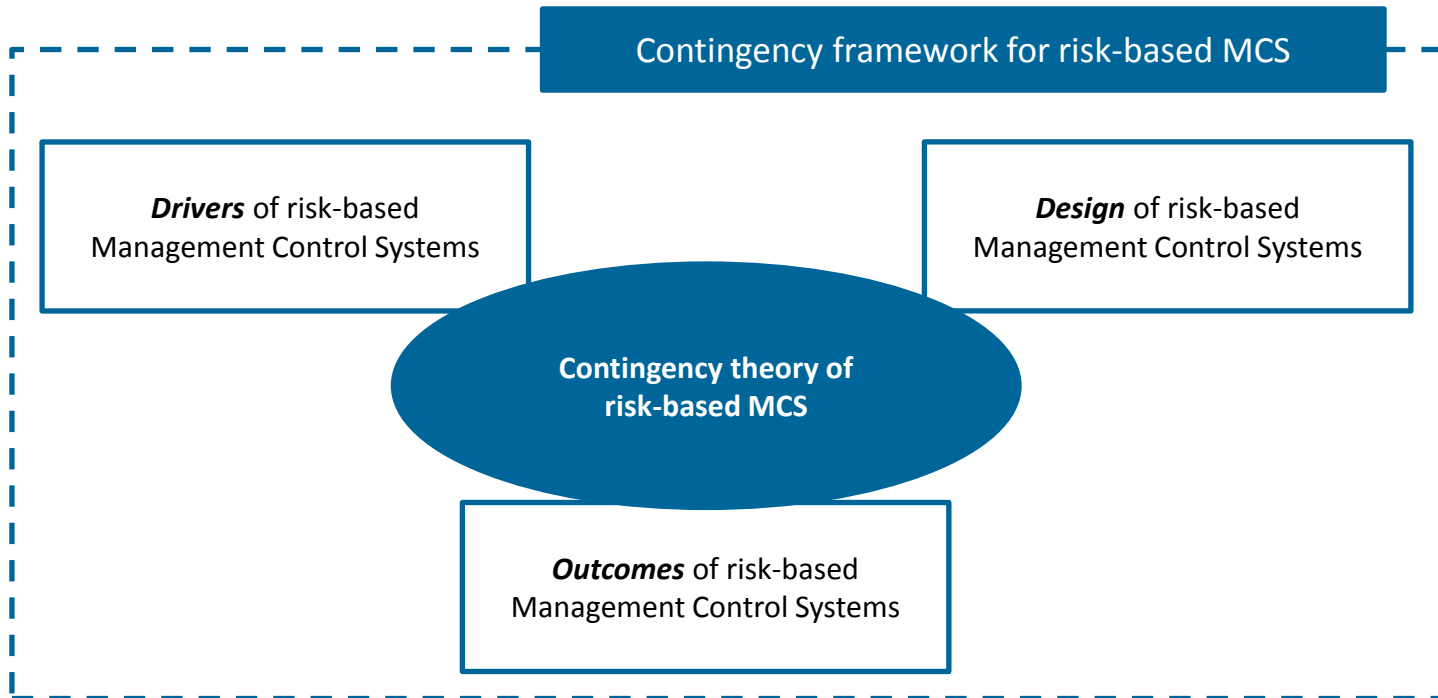 Contingency framework for risk-based MCS
Drivers of risk-based
Management Control Systems
Design of risk-based
Management Control Systems
Contingency theory of
risk-based MCS
Outcomes of risk-based
Management Control Systems